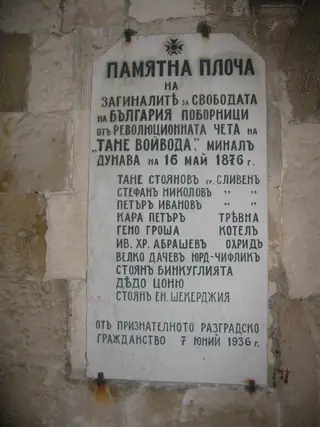 ПАМЯТНА ПЛОЧА
НА
ЗАГИНАЛИТѢ ЗА СВОБОДАТА
НА БЪЛГАРИЯ ПОБОРНИЦИ
ОТЪ РЕВОЛЮЦИОННАТА ЧЕТА НА
„ТАНЕ ВОЙВОДА”, МИНАЛЪ
ДУНАВА НА 16 МАЙ 1876 г.
ТАНЕ СТОЯНОВЪ ГР. СЛИВЕНЪ
СТЕФАНЪ НИКОЛОВЪ „ „
ПЕТЪРЪ ИВАНОВЪ „ „
КАРА ПЕТЪРЪ ТРѢВНА
ГЕНО ГРОША КОТЕЛЪ
ИВ. ХР. АБРАШЕВЪ ОХРИДЪ
ВЕЛКО ДАЧЕВЪ ЮРД-ЧИФЛИКЪ
СТОЯНЪ БИНКУГЛИЯТА
ДѢДО ЦОНЮ
СТОЯНЪ ЕН. ШЕКЕРДЖИЯ
ОТЪ ПРИЗНАТЕЛНОТО РАЗГРАДСКО
ГРАЖДАНСТВО 7 ЮНИЙ 1936 г.